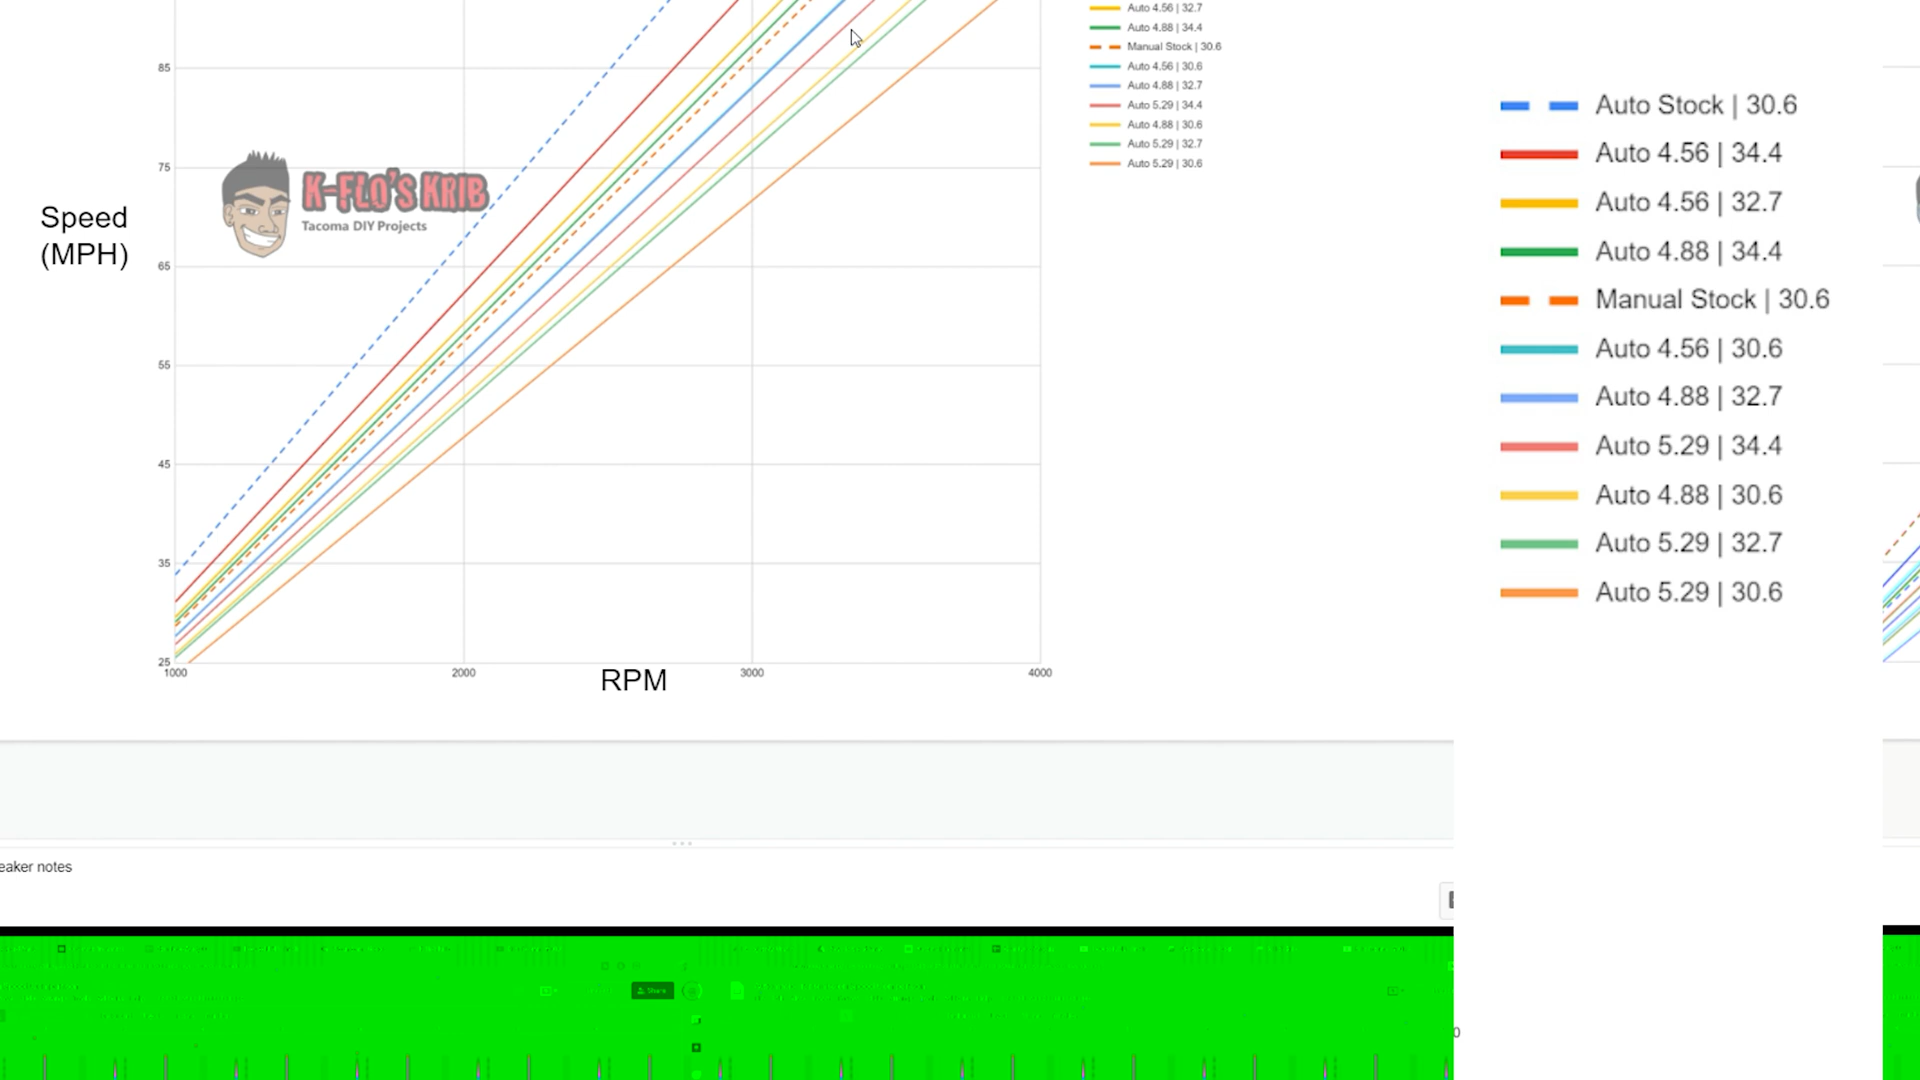 Auto 4.56 | 32.7
Auto 4.88 | 34.4
Manual Stock | 30.6
Auto 4.56 | 30.6
Auto 4.88 | 32.7
Auto 5.29 | 34.4
Auto 4.88 | 30.6
Auto 5.29 | 32.7
Auto 5.29 | 30.6
85
75
65
55
45
35
25
Speed
(MPH)
K-FLO'S KRIB
Tacoma DIY Projects
1000
2000
3000
4000
RPM
Auto Stock | 30.6
Auto 4.56 | 34.4
Auto 4.56 | 32.7
Auto 4.88 | 34.4
Manual Stock | 30.6
Auto 4.56 | 30.6
Auto 4.88 | 32.7
Auto 5.29 | 34.4
Auto 4.88 | 30.6
Auto 5.29 | 32.7
Auto 5.29 | 30.6
eaker notes
Share